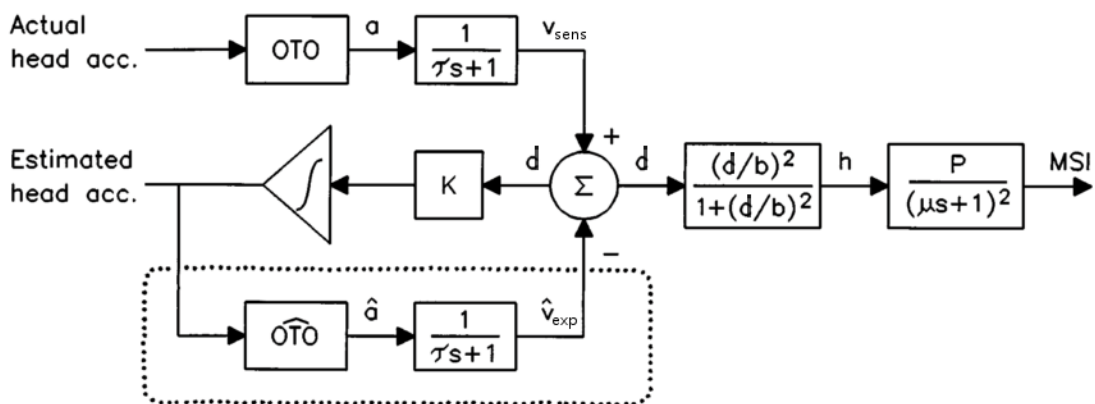 Actual
head acc.
OTO
a
1
τs+1
v_sens
+
Estimated
head acc.
∫
K
d
Σ
d
(d/b)²
1+(d/b)²
h
P
(μs+1)²
MSI
−
O͡TO
â
1
τs+1
v̂_exp